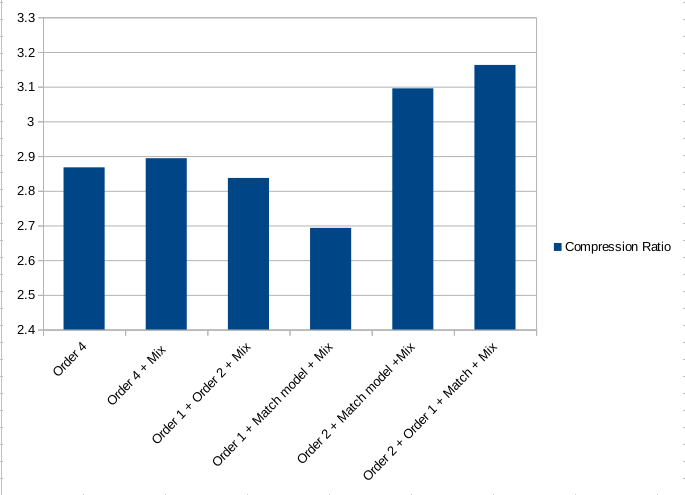 3.3
3.2
3.1
3
2.9
2.8
2.7
2.6
2.5
2.4
Order 4
Order 4 + Mix
Order 1 + Order 2 + Mix
Order 1 + Match model + Mix
Order 2 + Match model +Mix
Order 2 + Order 1 + Match + Mix
Compression Ratio